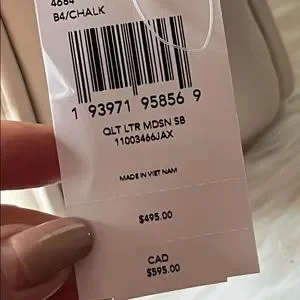 4684
B4/CHALK
1 93971 95856 9
QLT LTR MDSN SB
11003466JAX
MADE IN VIET NAM
$495.00
CAD
$595.00